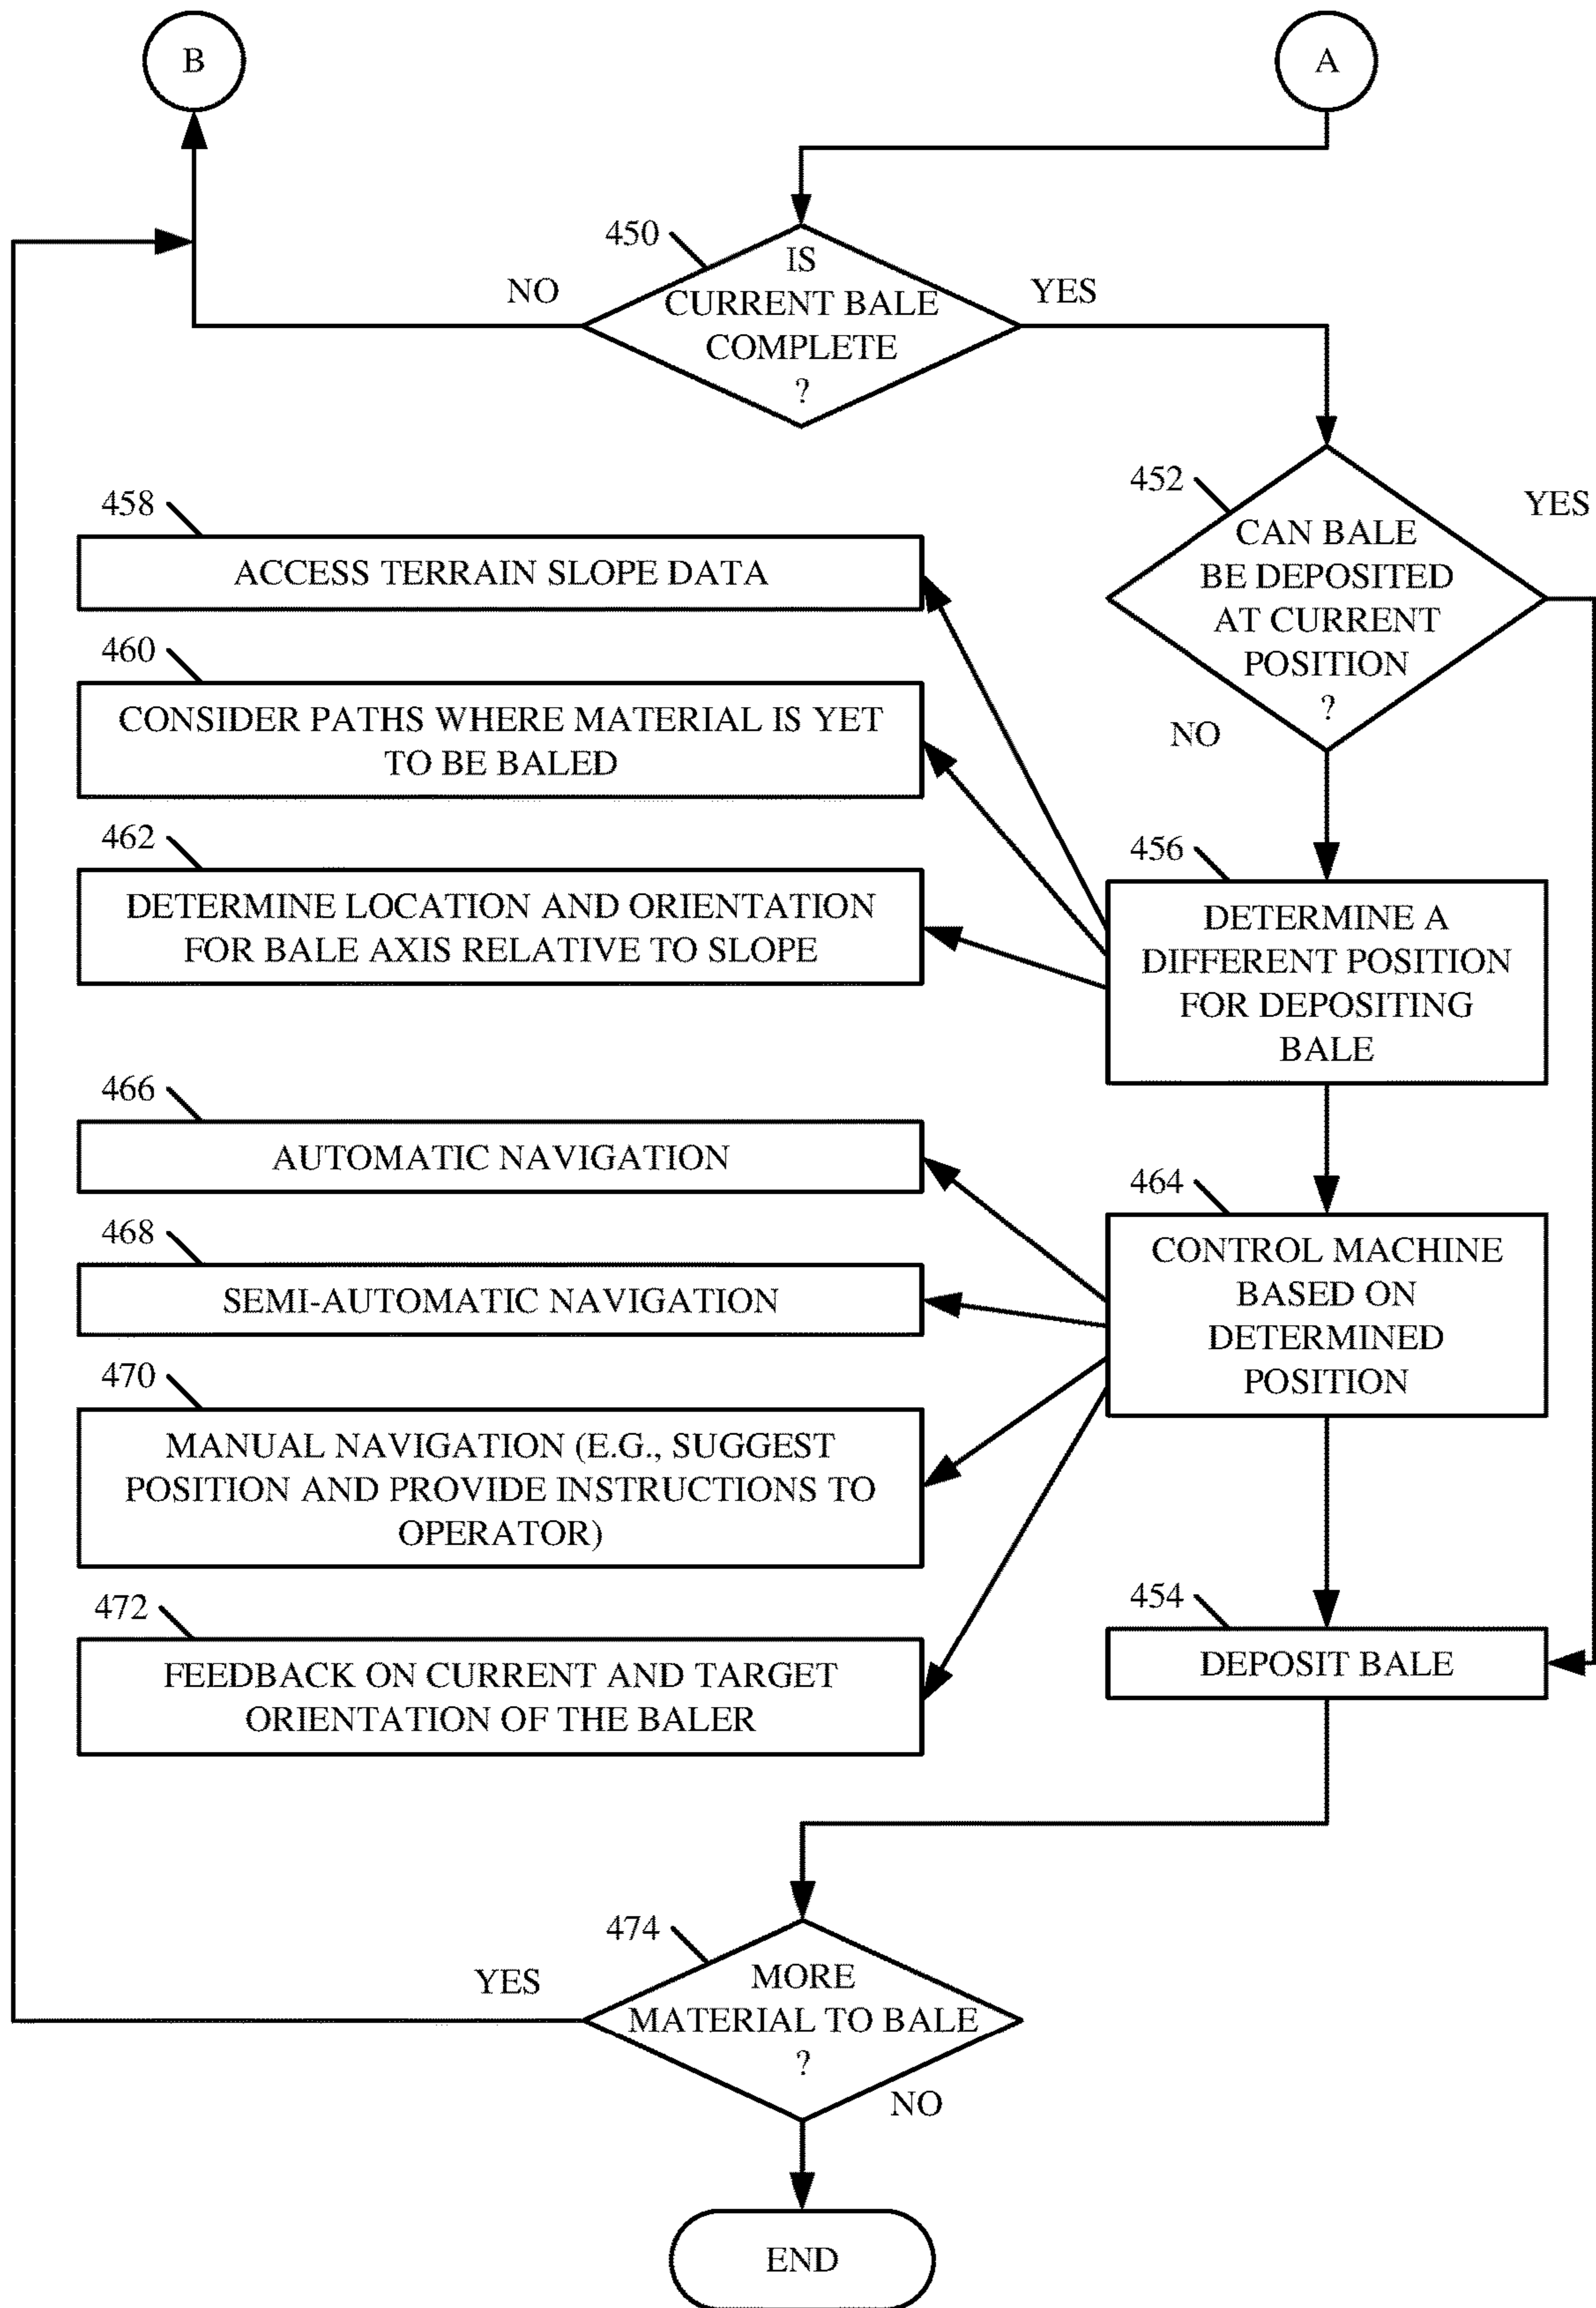 B
A
450
IS
CURRENT BALE
COMPLETE
?
NO
YES
452
CAN BALE
BE DEPOSITED
AT CURRENT
POSITION
?
YES
NO
458
ACCESS TERRAIN SLOPE DATA
460
CONSIDER PATHS WHERE MATERIAL IS YET
TO BE BALED
462
DETERMINE LOCATION AND ORIENTATION
FOR BALE AXIS RELATIVE TO SLOPE
456
DETERMINE A
DIFFERENT POSITION
FOR DEPOSITING
BALE
466
AUTOMATIC NAVIGATION
468
SEMI-AUTOMATIC NAVIGATION
470
MANUAL NAVIGATION (E.G., SUGGEST
POSITION AND PROVIDE INSTRUCTIONS TO
OPERATOR)
472
FEEDBACK ON CURRENT AND TARGET
ORIENTATION OF THE BALER
464
CONTROL MACHINE
BASED ON
DETERMINED
POSITION
454
DEPOSIT BALE
474
MORE
MATERIAL TO BALE
?
YES
NO
END